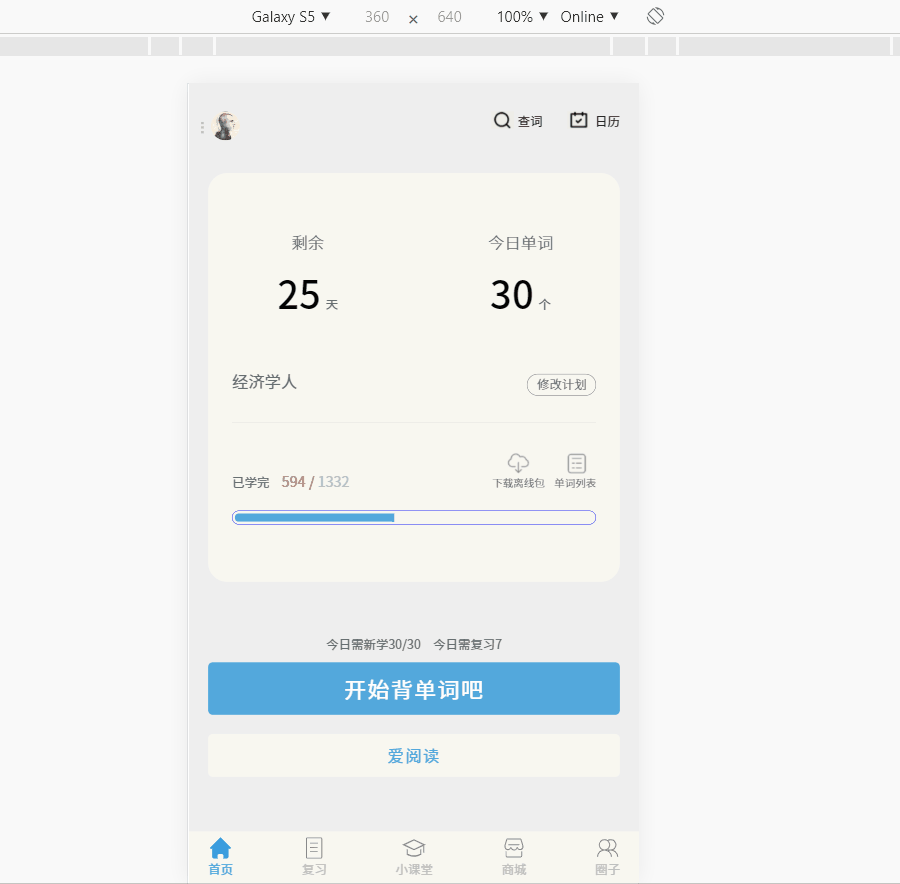 Galaxy S5 ▼ 360 × 640 100% ▼ Online ▼
查词 日历
剩余 今日单词
25 天 30 个
经济学人 修改计划
已学完 594 / 1332 下载离线包 单词列表
今日需新学30/30 今日需复习7
开始背单词吧
爱阅读
首页 复习 小课堂 商城 圈子